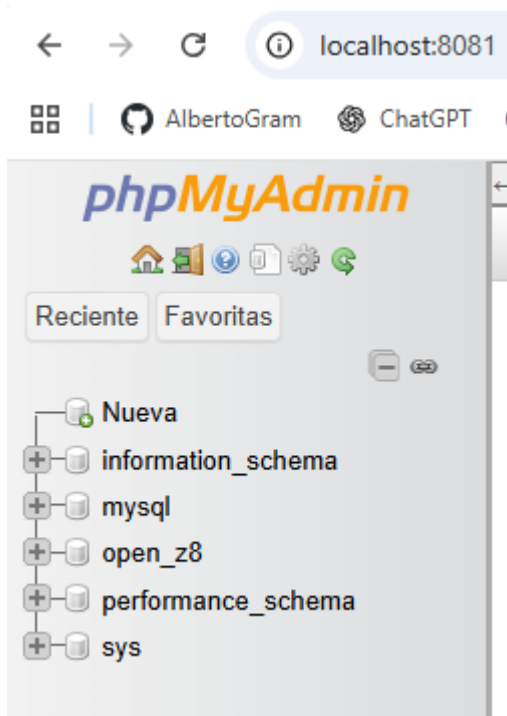 localhost:8081
AlbertoGram ChatGPT
phpMyAdmin
Reciente Favoritas
Nueva
information_schema
mysql
open_z8
performance_schema
sys